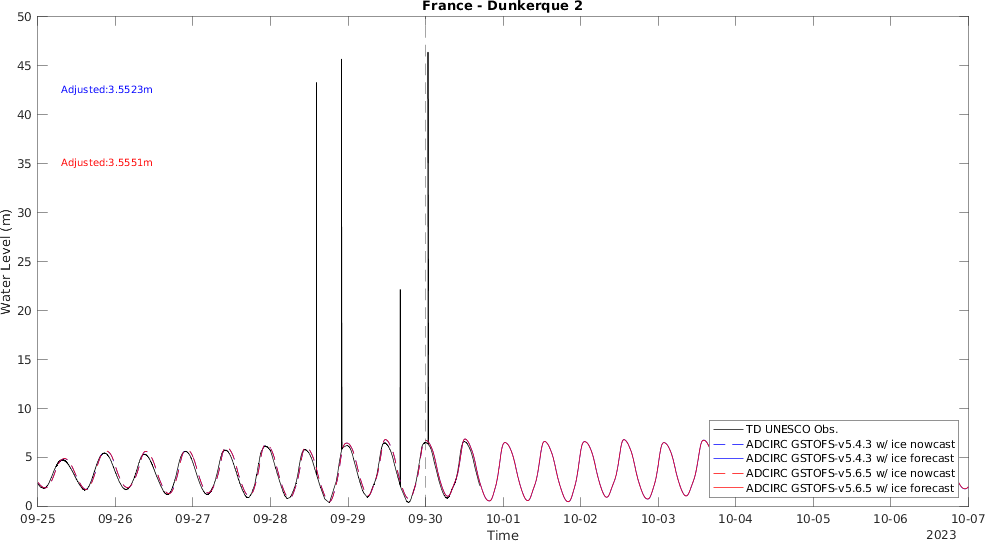 France - Dunkerque 2
50
45
40
35
30
25
20
15
10
5
0
Water Level (m)
Adjusted:3.5523m
Adjusted:3.5551m
TD UNESCO Obs.
ADCIRC GSTOFS-v5.4.3 w/ ice nowcast
ADCIRC GSTOFS-v5.4.3 w/ ice forecast
ADCIRC GSTOFS-v5.6.5 w/ ice nowcast
ADCIRC GSTOFS-v5.6.5 w/ ice forecast
09-25 09-26 09-27 09-28 09-29 09-30 10-01 10-02 10-03 10-04 10-05 10-06 10-07
Time
2023